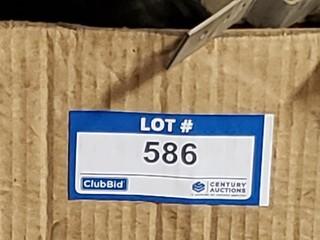 LOT #
586
ClubBid
CENTURY
AUCTIONS